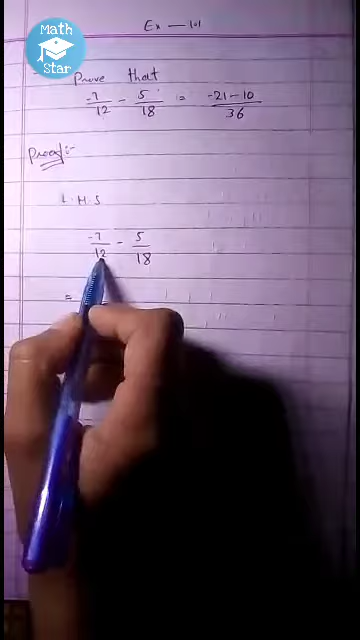 Math
Star
Ex — 1.1
Prove that
-7/12 - 5/18 = -21-10/36
Proof:-
L.H.S
-7/12 - 5/18
=